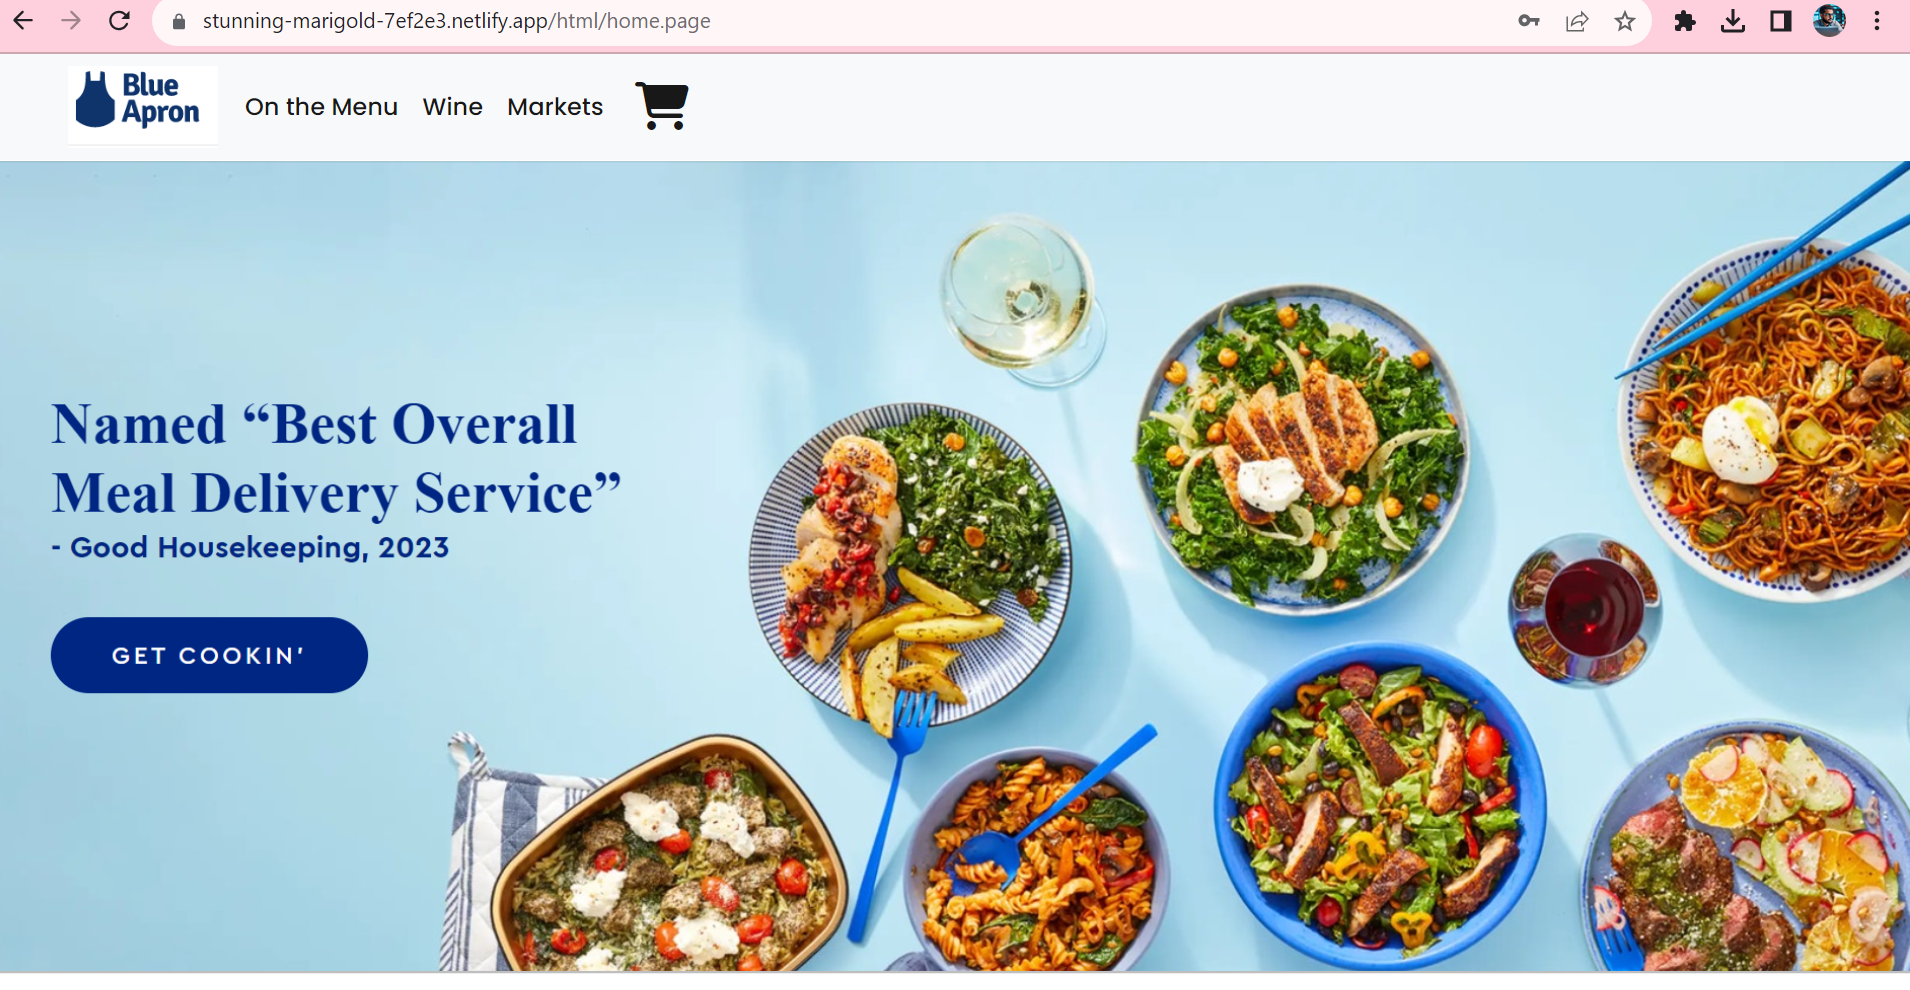 stunning-marigold-7ef2e3.netlify.app/html/home.page
Blue
Apron
On the Menu Wine Markets
Named “Best Overall
Meal Delivery Service”
- Good Housekeeping, 2023
GET COOKIN'